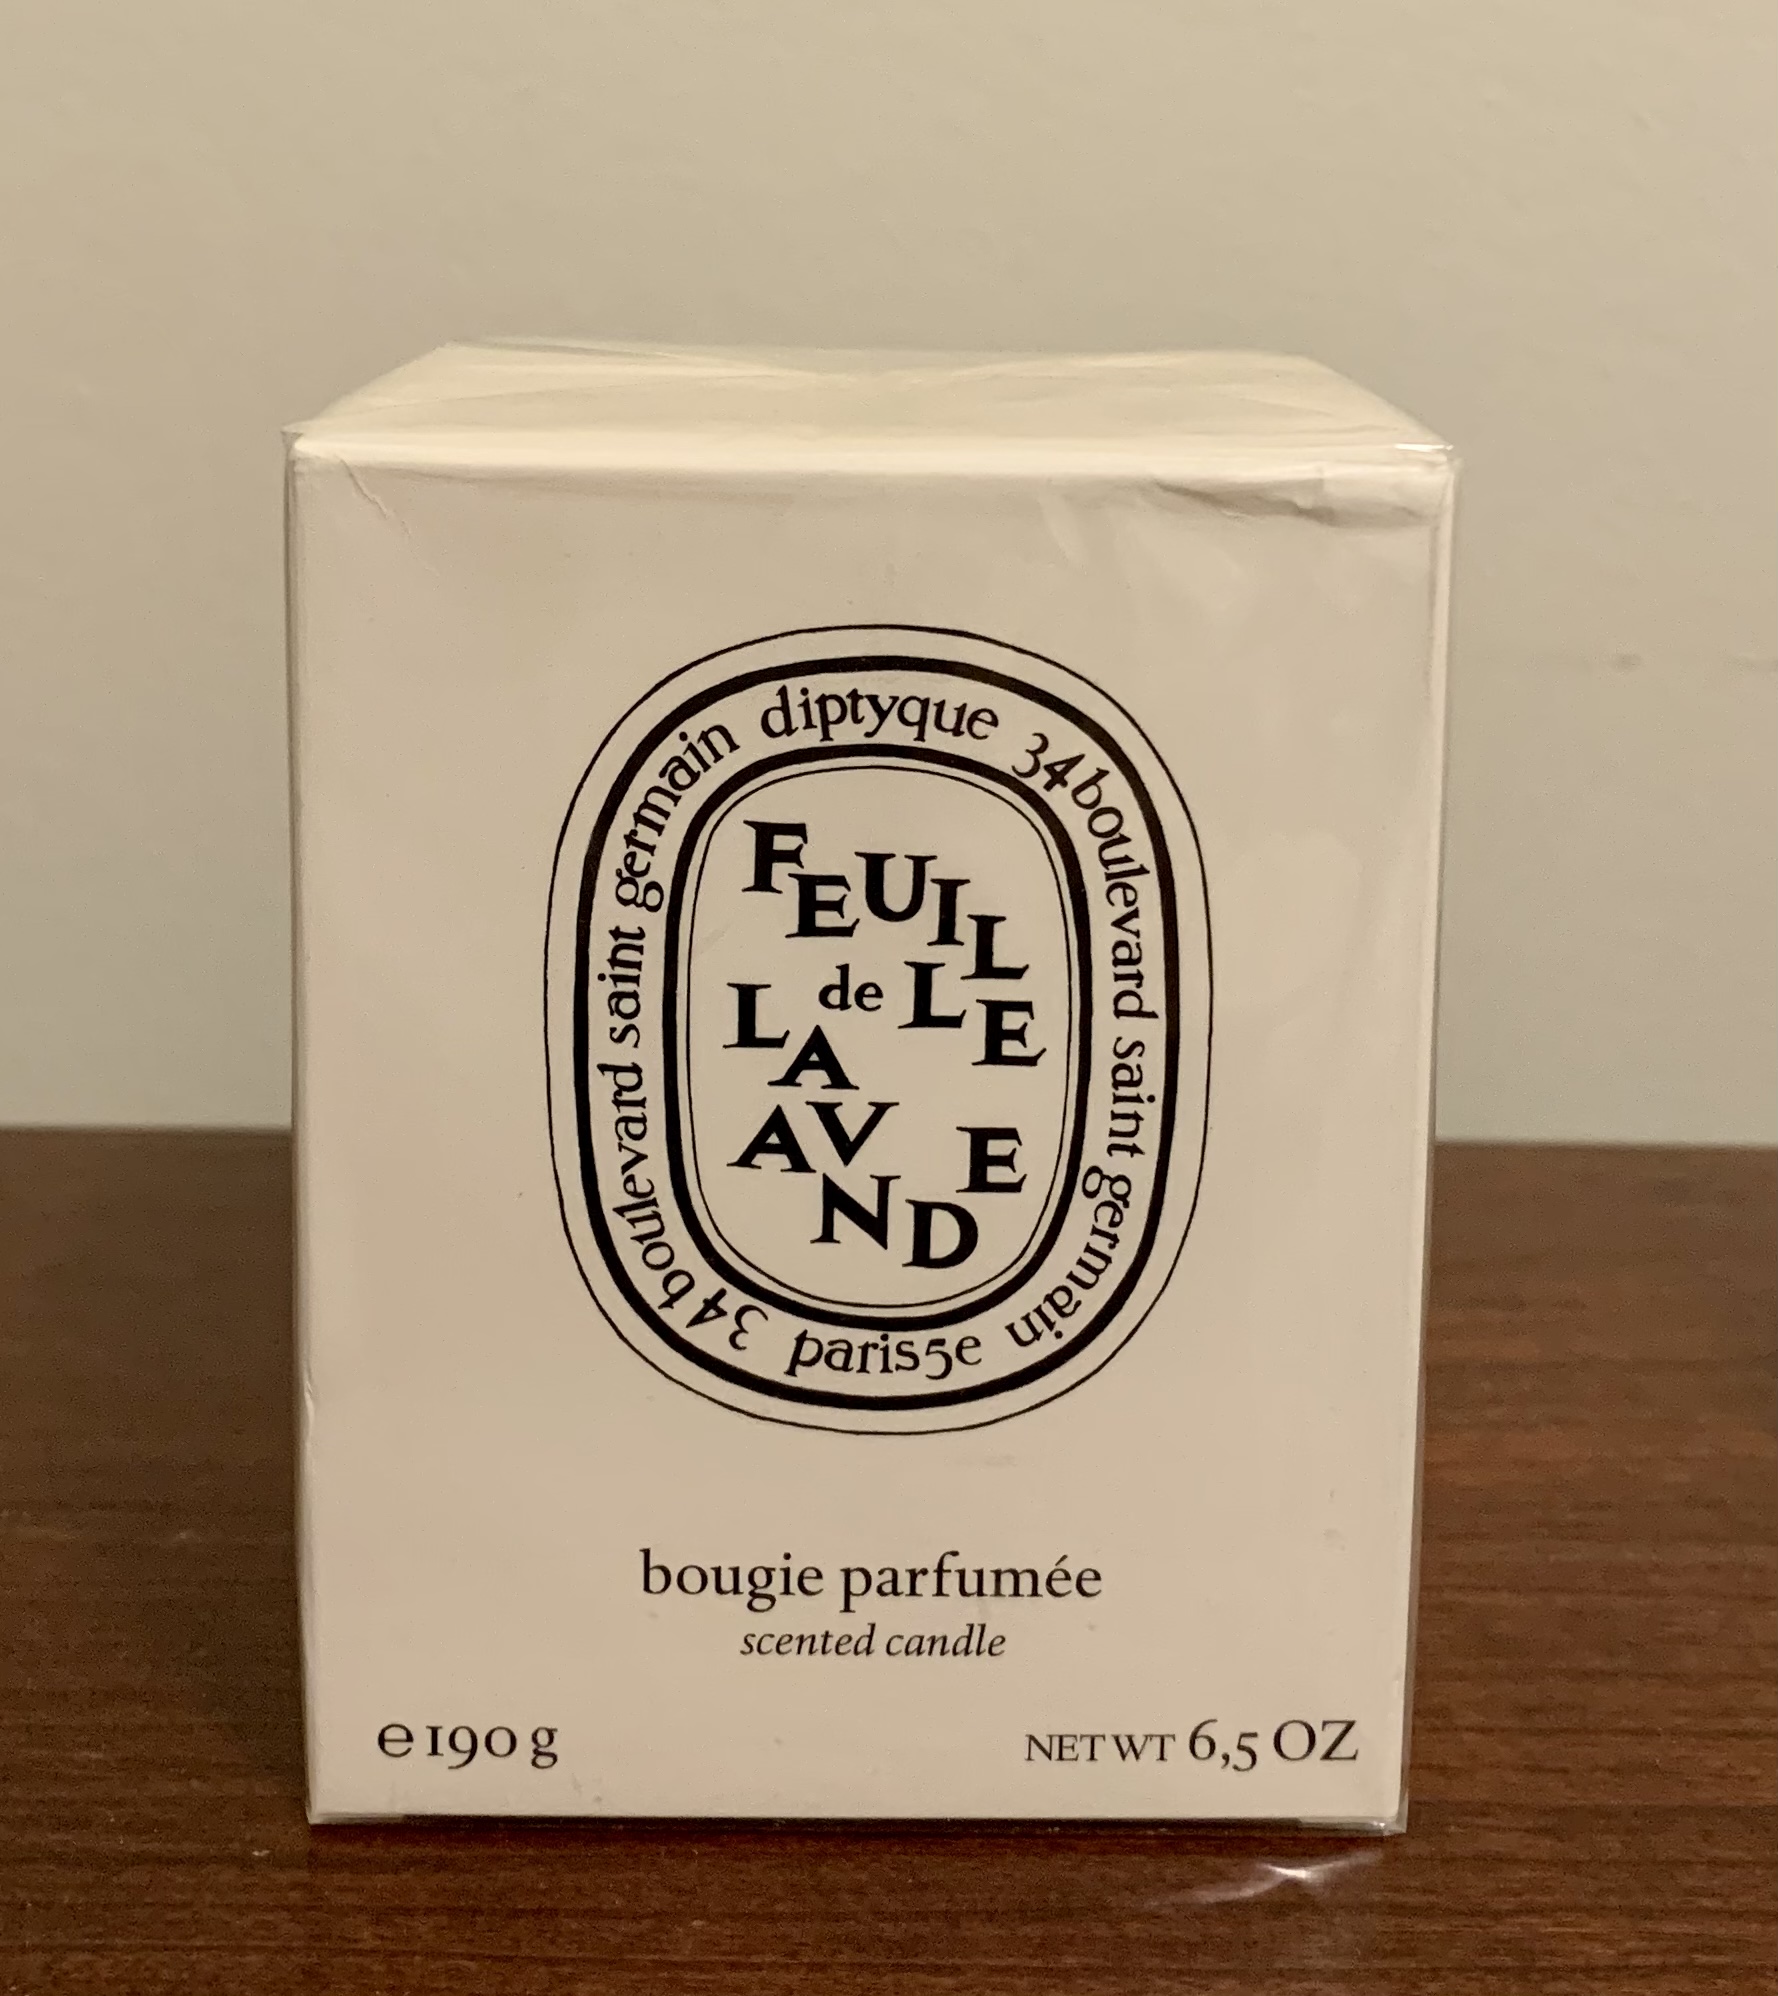 diptyque 34 boulevard saint germain
paris 5e
34 boulevard saint germain
FEUILLE
de
LAVANDE
bougie parfumée
scented candle
℮ 190 g
NET WT 6,5 OZ